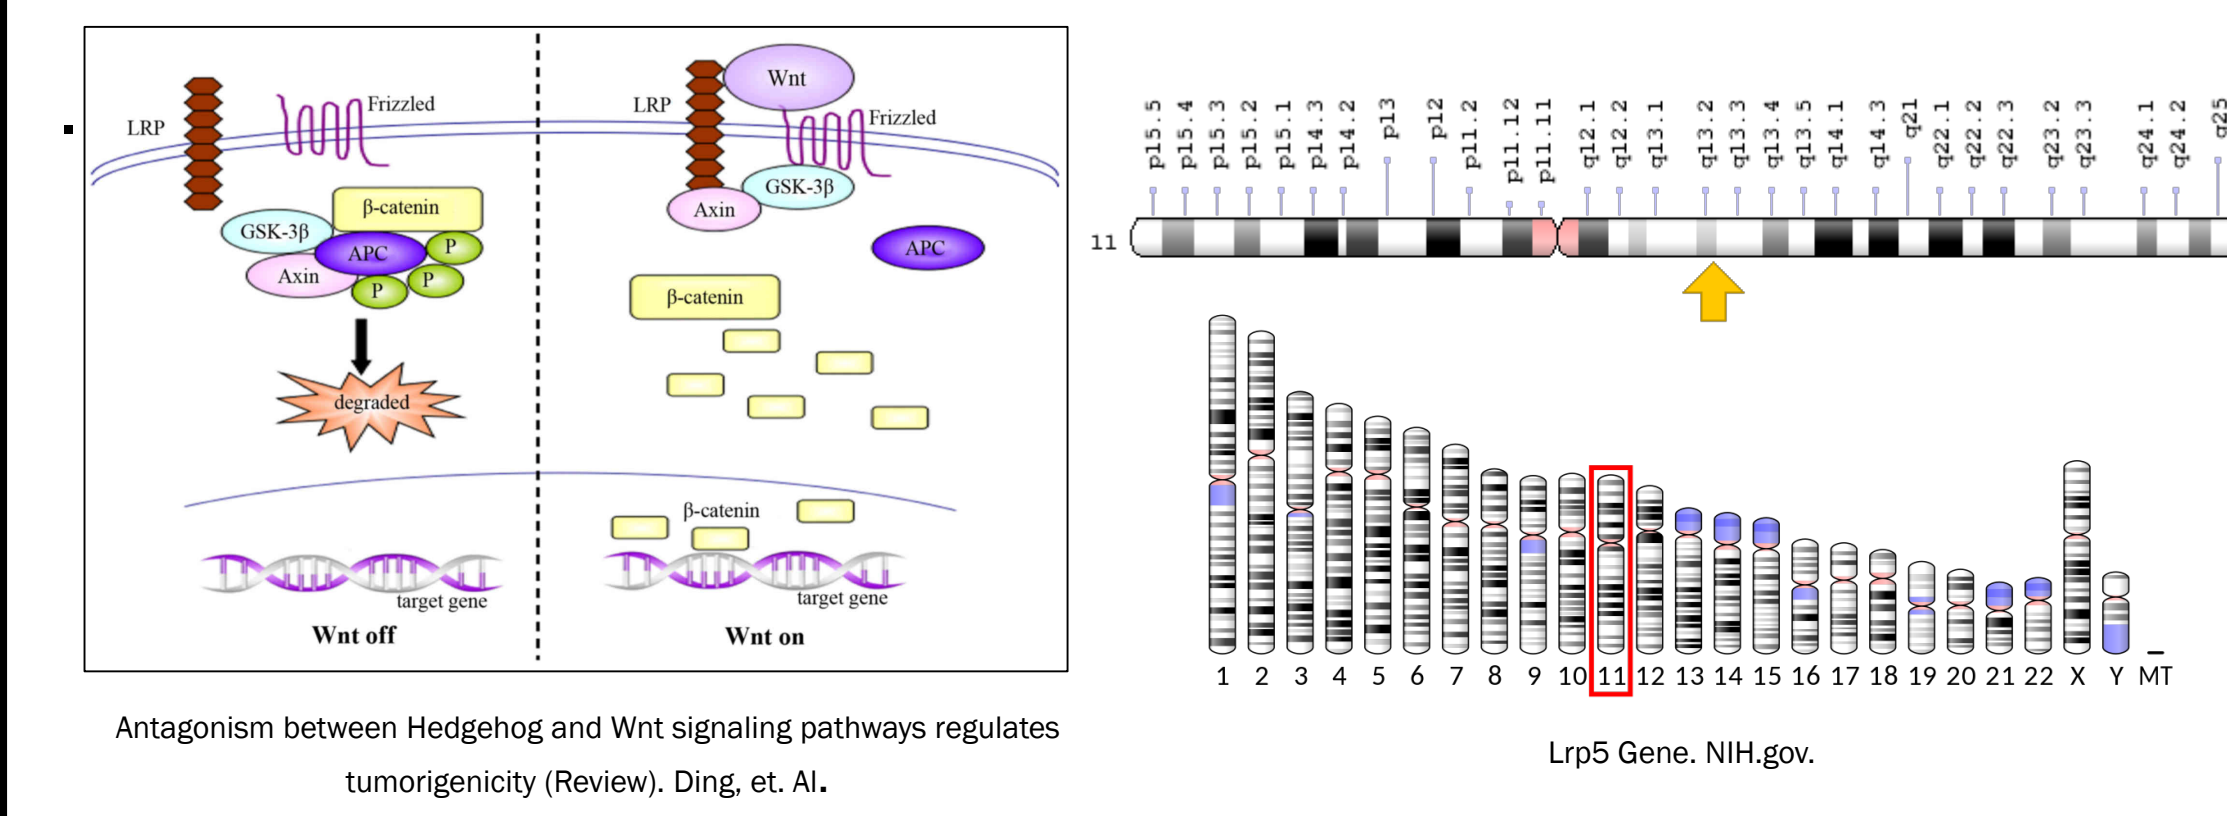 LRP
Frizzled
β-catenin
GSK-3β
APC
P
Axin
P
P
degraded
target gene
Wnt off
Wnt
LRP
Frizzled
GSK-3β
Axin
APC
β-catenin
β-catenin
target gene
Wnt on
Antagonism between Hedgehog and Wnt signaling pathways regulates
tumorigenicity (Review). Ding, et. Al.
p15.5 p15.4 p15.3 p15.2 p15.1 p14.3 p14.2 p13 p12 p11.2 p11.12 p11.11 q12.1 q12.2 q13.1 q13.2 q13.3 q13.4 q13.5 q14.1 q14.3 q21 q22.1 q22.2 q22.3 q23.2 q23.3 q24.1 q24.2 q25
11
1 2 3 4 5 6 7 8 9 10 11 12 13 14 15 16 17 18 19 20 21 22 X Y MT
Lrp5 Gene. NIH.gov.